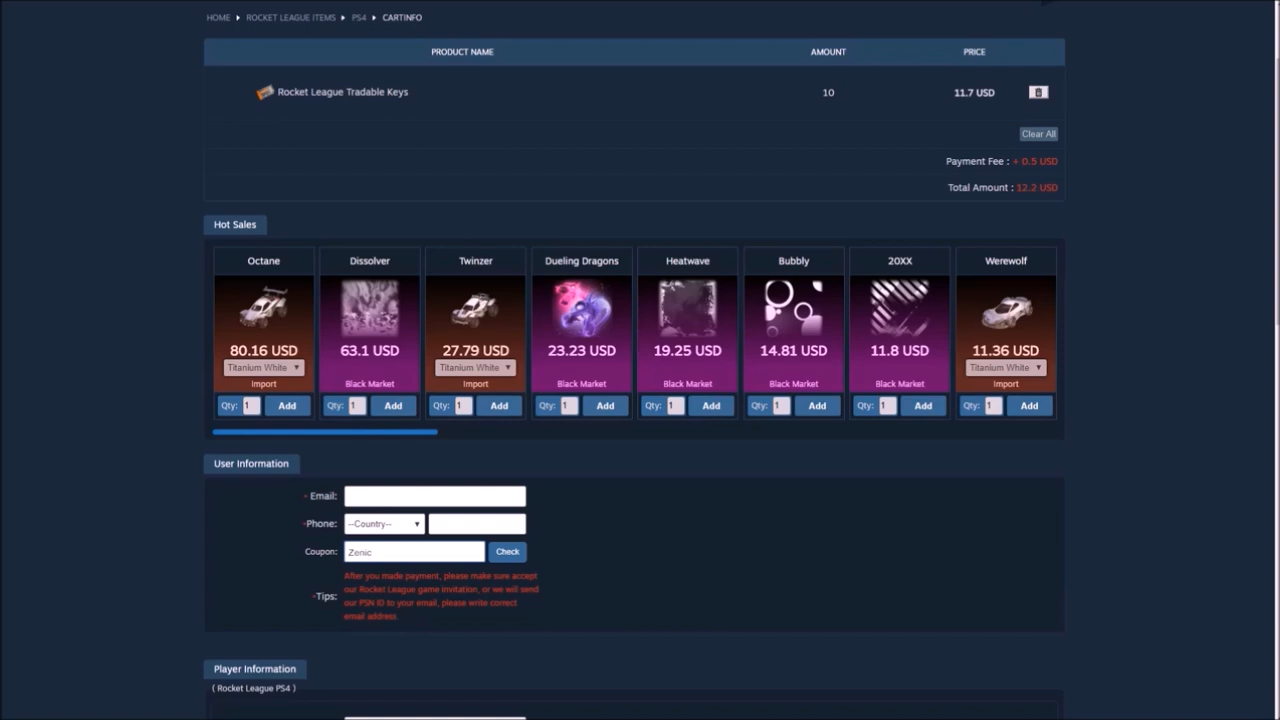 HOME ▸ ROCKET LEAGUE ITEMS ▸ PS4 ▸ CARTINFO
PRODUCT NAME AMOUNT PRICE
Rocket League Tradable Keys 10 11.7 USD
Clear All
Payment Fee : + 0.5 USD
Total Amount : 12.2 USD
Hot Sales
Octane Dissolver Twinzer Dueling Dragons Heatwave Bubbly 20XX Werewolf
80.16 USD 63.1 USD 27.79 USD 23.23 USD 19.25 USD 14.81 USD 11.8 USD 11.36 USD
Titanium White Titanium White Titanium White
Import Black Market Import Black Market Black Market Black Market Black Market Import
Qty: 1 Add Qty: 1 Add Qty: 1 Add Qty: 1 Add Qty: 1 Add Qty: 1 Add Qty: 1 Add Qty: 1 Add
User Information
* Email:
*Phone: --Country--
Coupon: Zenic Check
After you made payment, please make sure accept
our Rocket League game invitation, or we will send
*Tips:
our PSN ID to your email, please write correct
email address.
Player Information
( Rocket League PS4 )